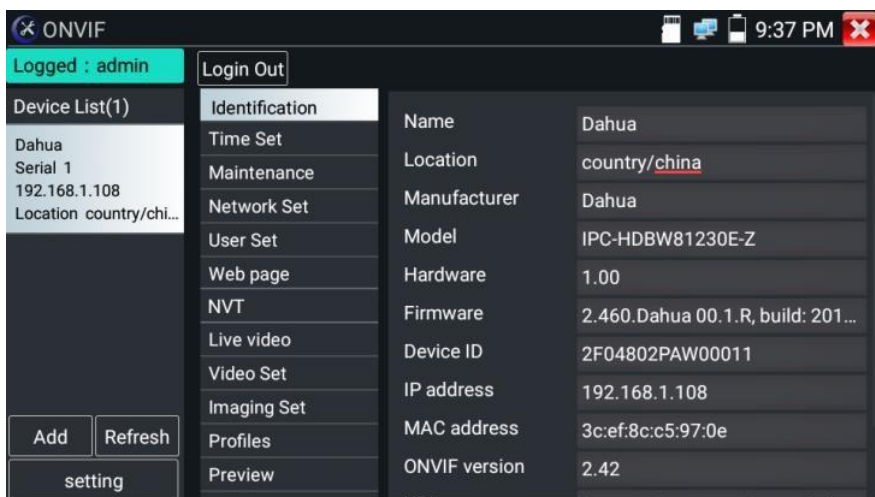 ONVIF
9:37 PM
Logged : admin
Login Out
Device List(1)
Dahua
Serial 1
192.168.1.108
Location country/chi...
Add
Refresh
setting
Identification
Time Set
Maintenance
Network Set
User Set
Web page
NVT
Live video
Video Set
Imaging Set
Profiles
Preview
Name Dahua
Location country/china
Manufacturer Dahua
Model IPC-HDBW81230E-Z
Hardware 1.00
Firmware 2.460.Dahua 00.1.R, build: 201...
Device ID 2F04802PAW00011
IP address 192.168.1.108
MAC address 3c:ef:8c:c5:97:0e
ONVIF version 2.42